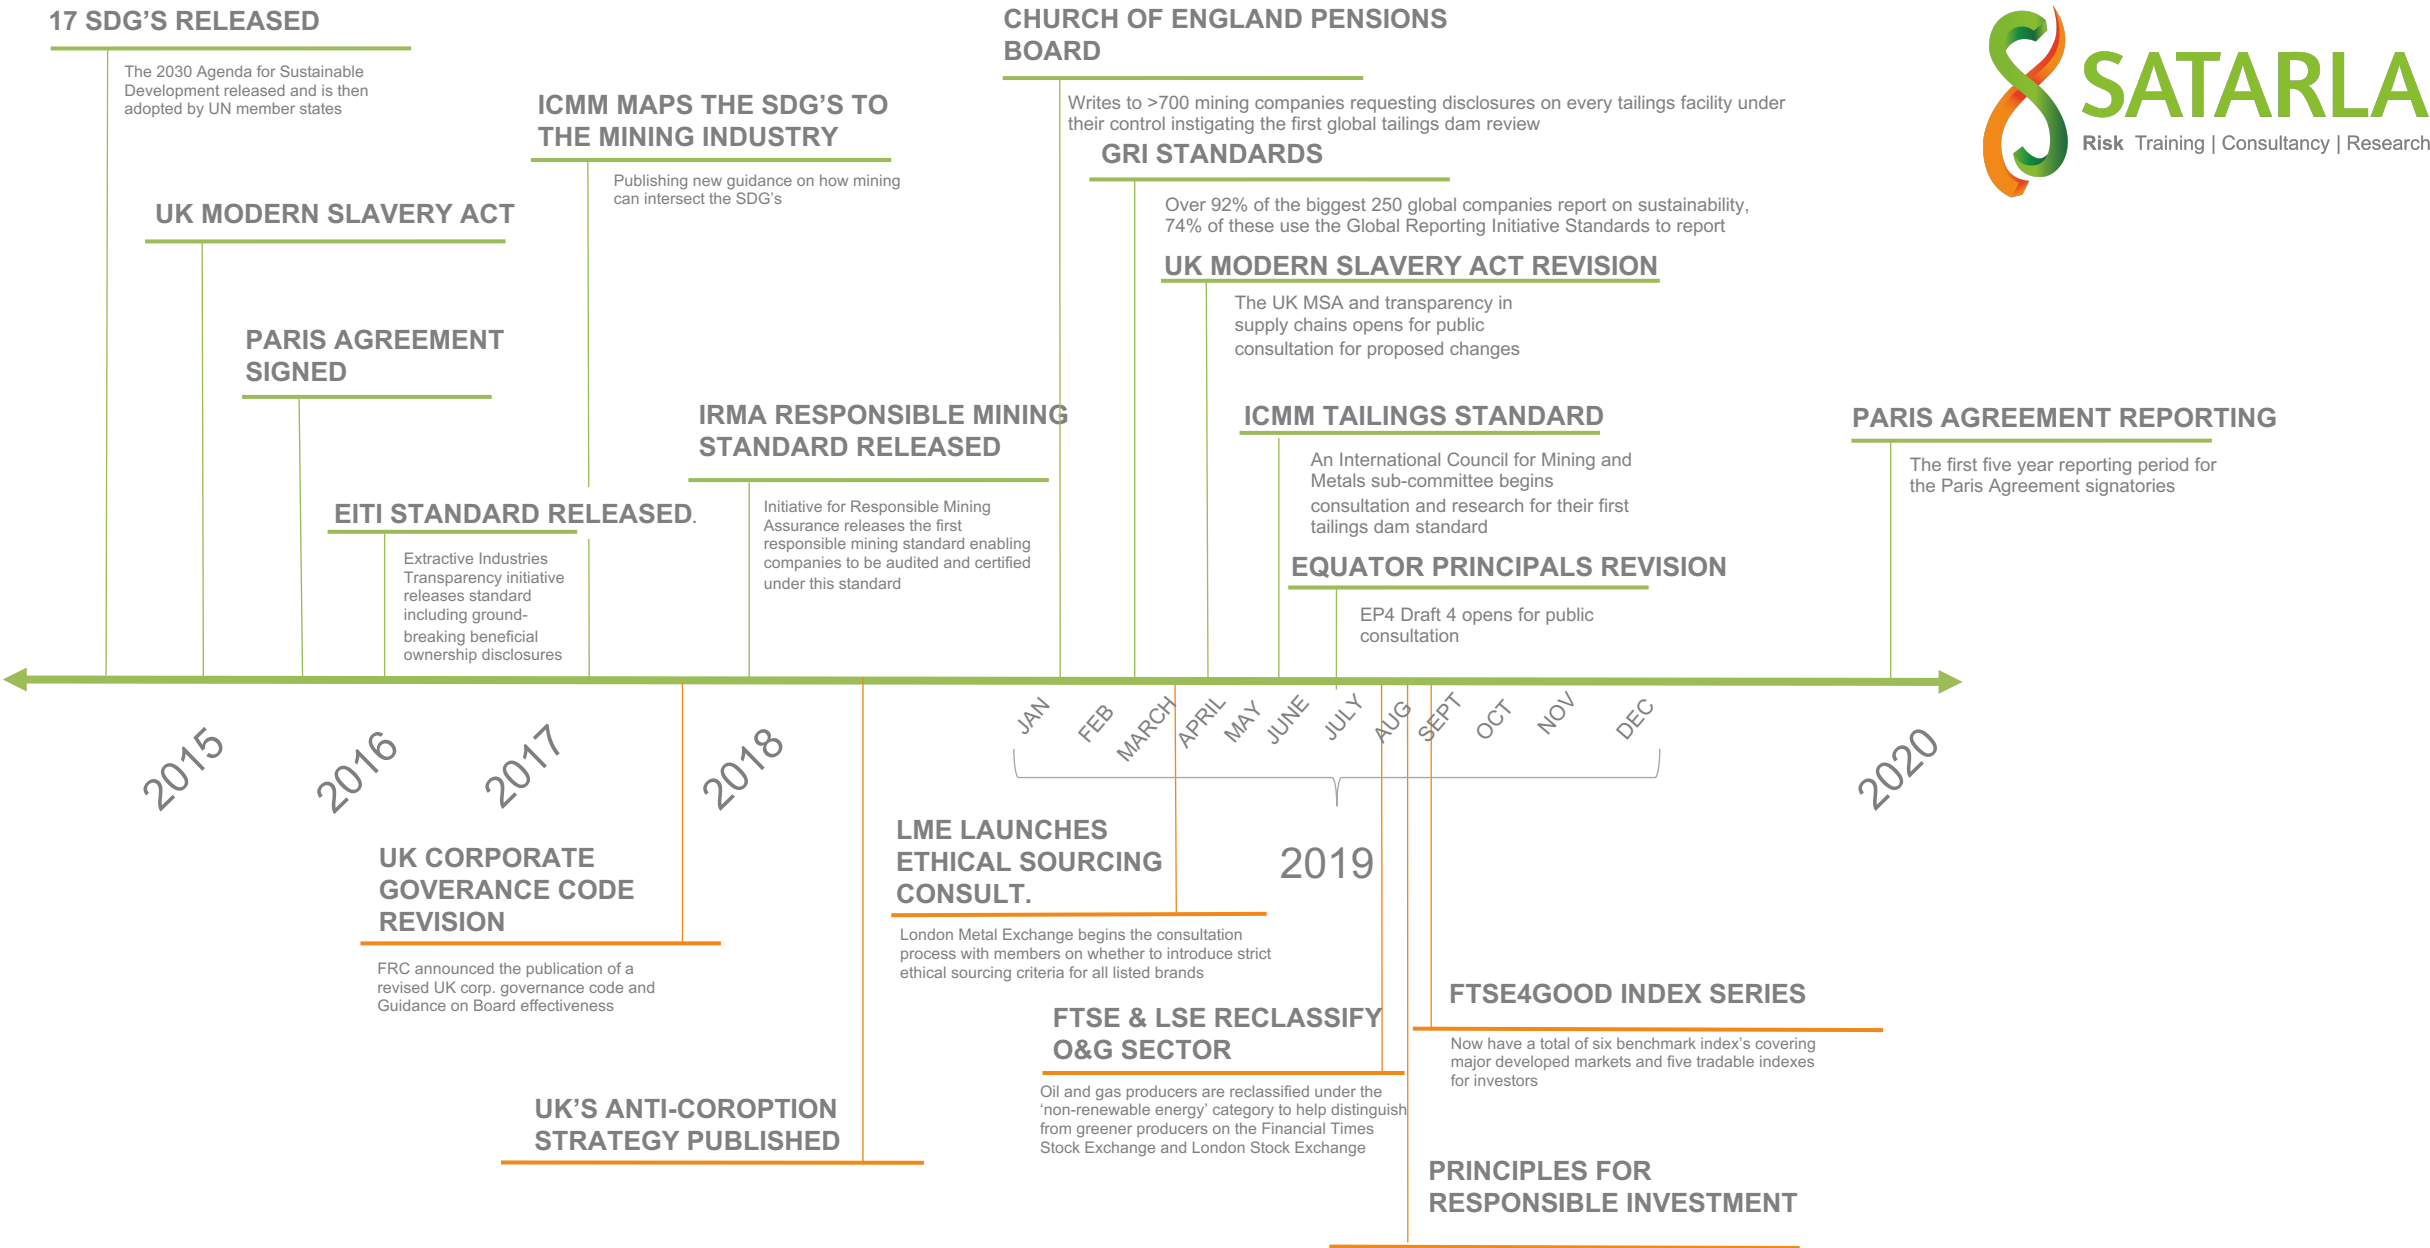 17 SDG'S RELEASED
The 2030 Agenda for Sustainable
Development released and is then
adopted by UN member states
UK MODERN SLAVERY ACT
PARIS AGREEMENT
SIGNED
EITI STANDARD RELEASED.
Extractive Industries
Transparency initiative
releases standard
including ground-
breaking beneficial
ownership disclosures
ICMM MAPS THE SDG'S TO
THE MINING INDUSTRY
Publishing new guidance on how mining
can intersect the SDG's
IRMA RESPONSIBLE MINING
STANDARD RELEASED
Initiative for Responsible Mining
Assurance releases the first
responsible mining standard enabling
companies to be audited and certified
under this standard
CHURCH OF ENGLAND PENSIONS
BOARD
Writes to >700 mining companies requesting disclosures on every tailings facility under
their control instigating the first global tailings dam review
GRI STANDARDS
Over 92% of the biggest 250 global companies report on sustainability,
74% of these use the Global Reporting Initiative Standards to report
UK MODERN SLAVERY ACT REVISION
The UK MSA and transparency in
supply chains opens for public
consultation for proposed changes
ICMM TAILINGS STANDARD
An International Council for Mining and
Metals sub-committee begins
consultation and research for their first
tailings dam standard
EQUATOR PRINCIPALS REVISION
EP4 Draft 4 opens for public
consultation
PARIS AGREEMENT REPORTING
The first five year reporting period for
the Paris Agreement signatories
SATARLA
Risk Training | Consultancy | Research
2015
2016
2017
2018
JAN
FEB
MARCH
APRIL
MAY
JUNE
JULY
AUG
SEPT
OCT
NOV
DEC
2019
2020
UK CORPORATE
GOVERANCE CODE
REVISION
FRC announced the publication of a
revised UK corp. governance code and
Guidance on Board effectiveness
UK'S ANTI-COROPTION
STRATEGY PUBLISHED
LME LAUNCHES
ETHICAL SOURCING
CONSULT.
London Metal Exchange begins the consultation
process with members on whether to introduce strict
ethical sourcing criteria for all listed brands
FTSE & LSE RECLASSIFY
O&G SECTOR
Oil and gas producers are reclassified under the
'non-renewable energy' category to help distinguish
from greener producers on the Financial Times
Stock Exchange and London Stock Exchange
FTSE4GOOD INDEX SERIES
Now have a total of six benchmark index's covering
major developed markets and five tradable indexes
for investors
PRINCIPLES FOR
RESPONSIBLE INVESTMENT